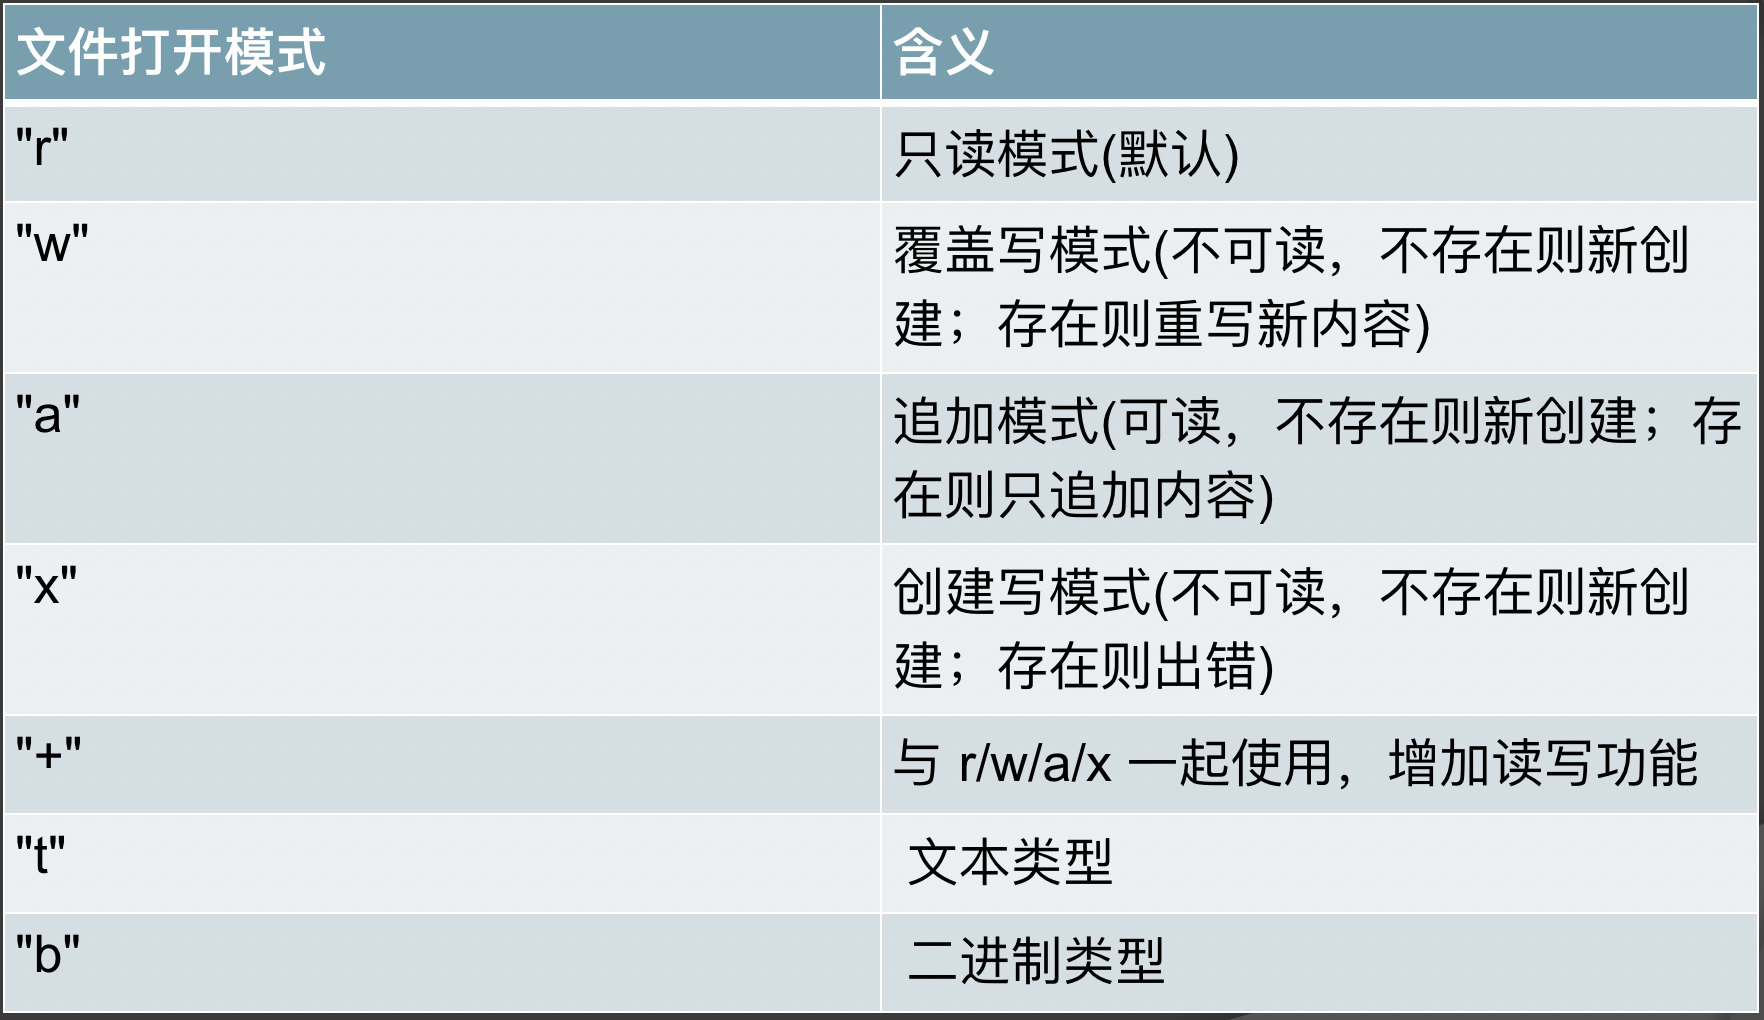 文件打开模式 含义
"r" 只读模式(默认)
"w" 覆盖写模式(不可读，不存在则新创
建；存在则重写新内容)
"a" 追加模式(可读，不存在则新创建；存
在则只追加内容)
"x" 创建写模式(不可读，不存在则新创
建；存在则出错)
"+" 与 r/w/a/x 一起使用，增加读写功能
"t" 文本类型
"b" 二进制类型